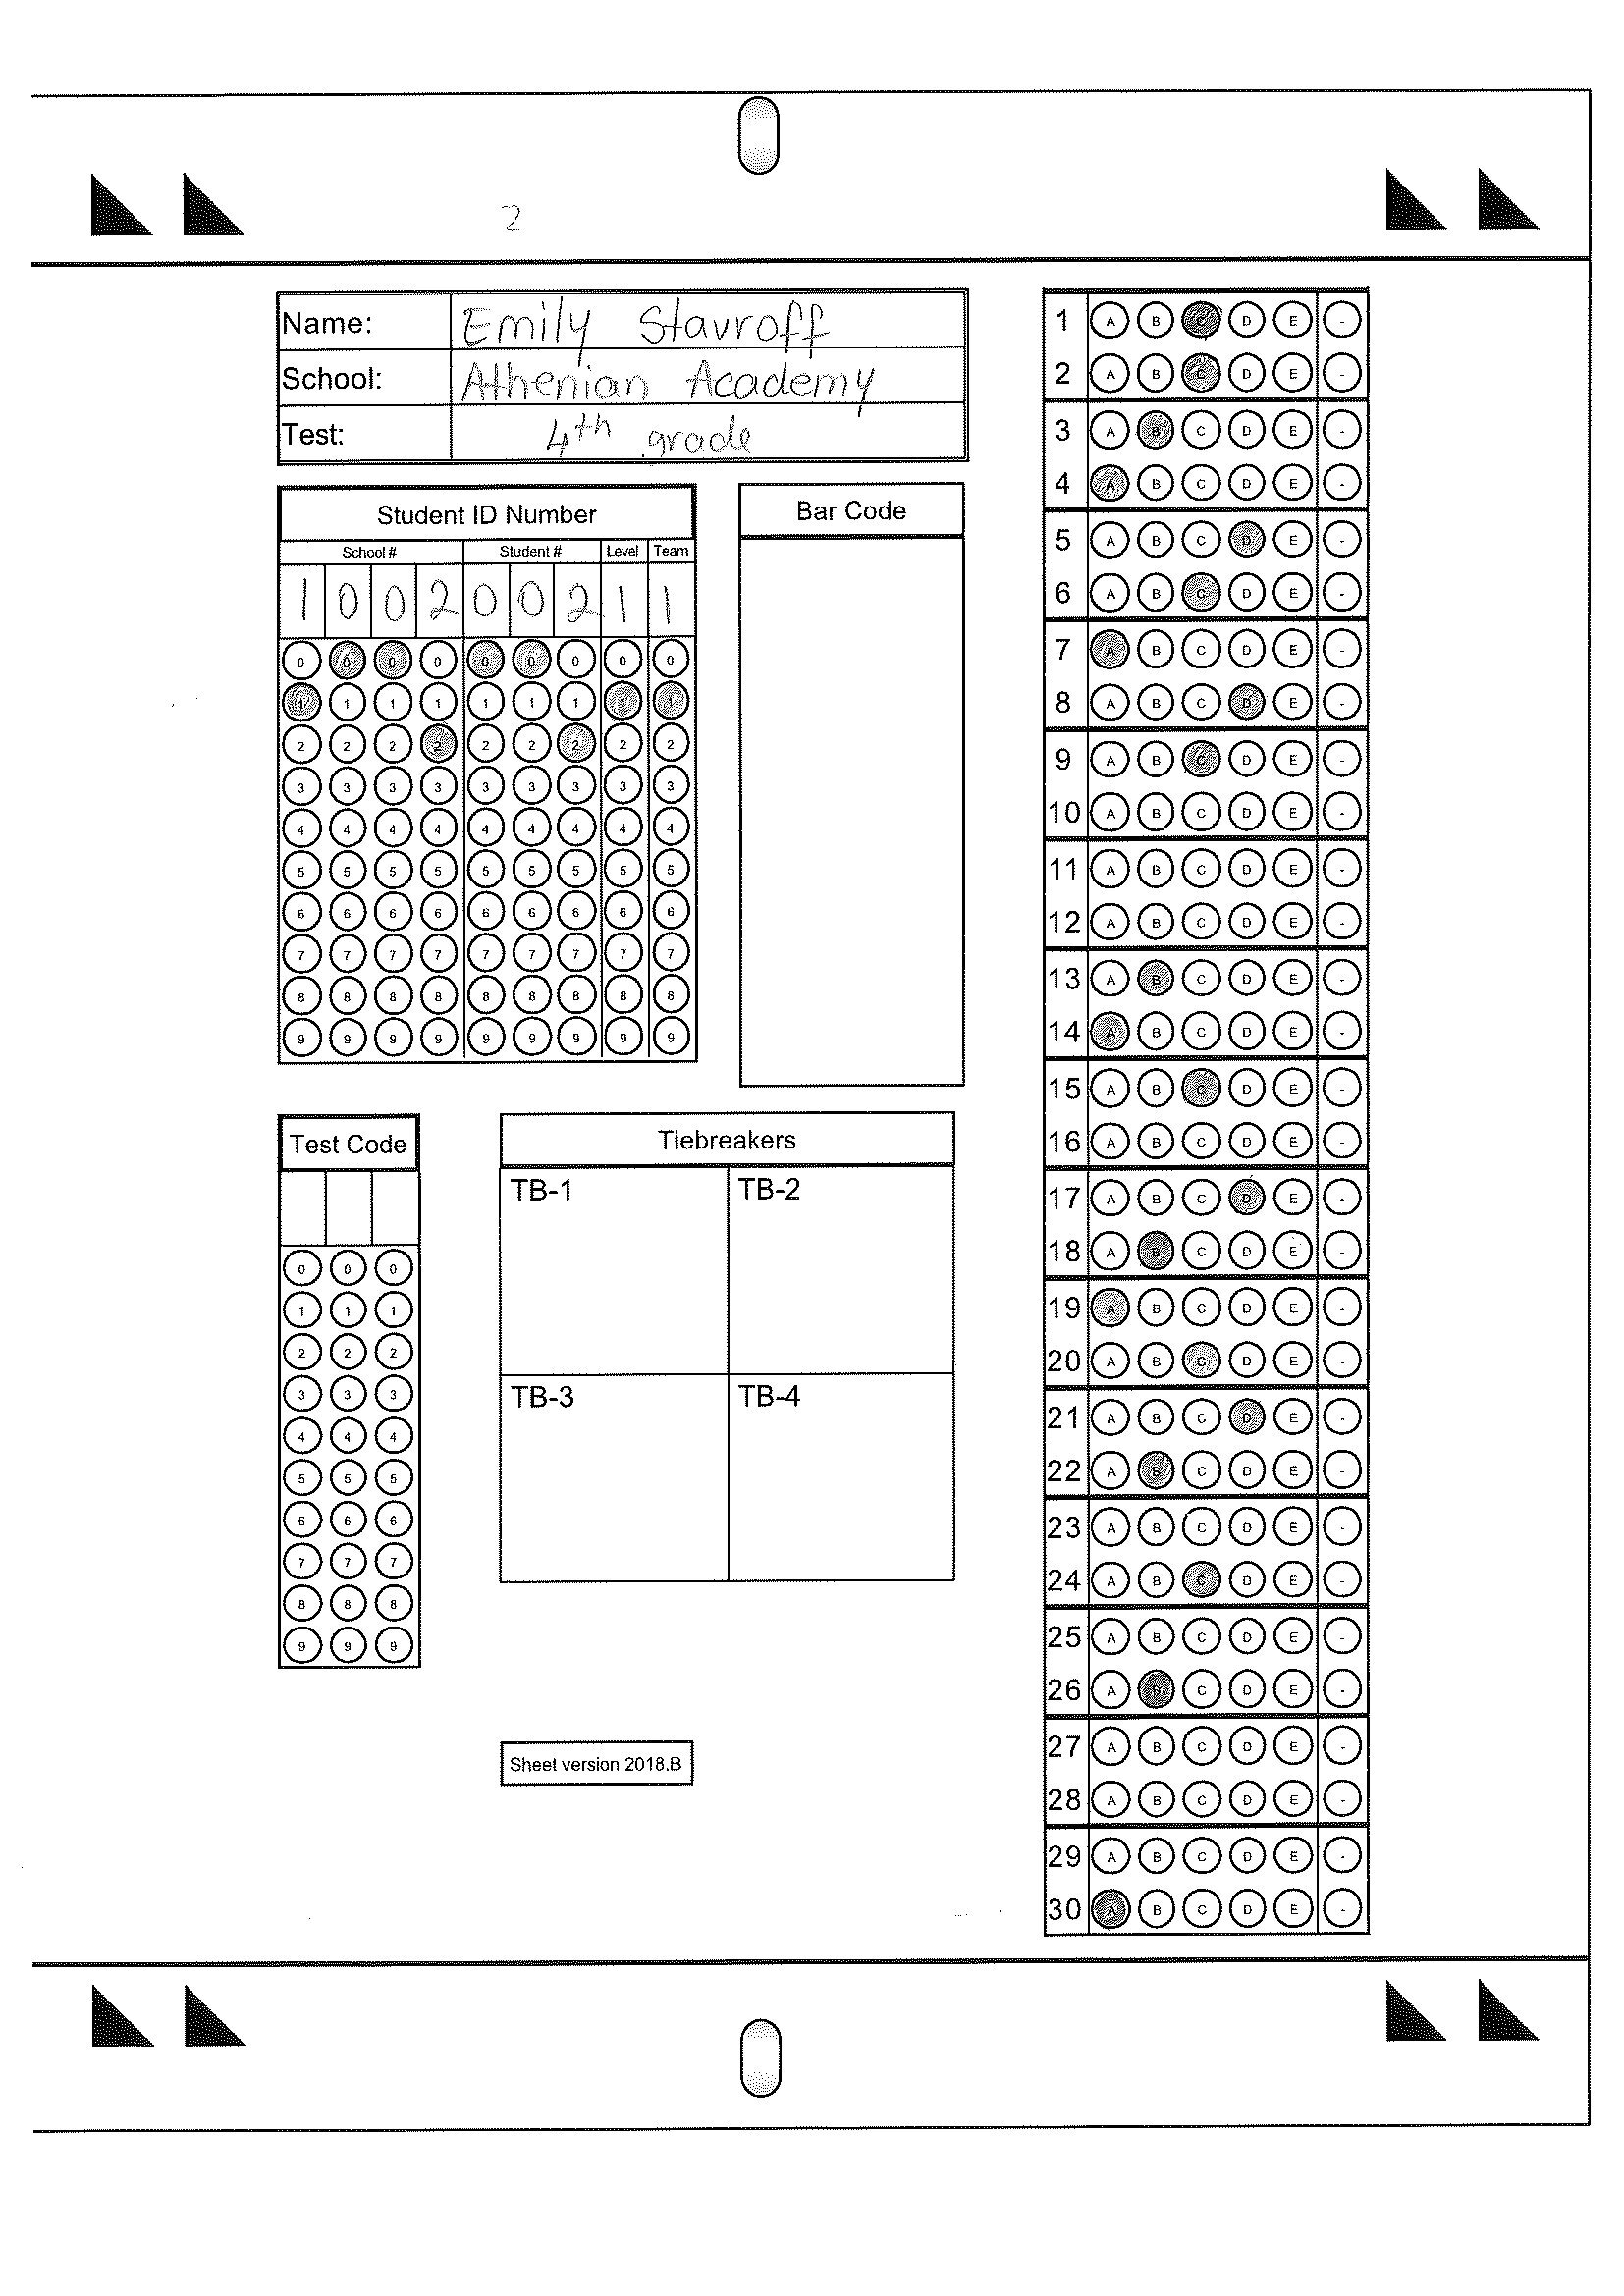 2
Name: Emily Stavroff
School: Athenian Academy
Test: 4th grade
Student ID Number
School # Student # Level Team
1 0 0 2 0 0 2 1 1
0 0 0 0 0 0 0 0 0
1 1 1 1 1 1 1 1 1
2 2 2 2 2 2 2 2 2
3 3 3 3 3 3 3 3 3
4 4 4 4 4 4 4 4 4
5 5 5 5 5 5 5 5 5
6 6 6 6 6 6 6 6 6
7 7 7 7 7 7 7 7 7
8 8 8 8 8 8 8 8 8
9 9 9 9 9 9 9 9 9
Bar Code
Test Code
0 0 0
1 1 1
2 2 2
3 3 3
4 4 4
5 5 5
6 6 6
7 7 7
8 8 8
9 9 9
Tiebreakers
TB-1 TB-2
TB-3 TB-4
Sheet version 2018.B
1 A B C D E -
2 A B C D E -
3 A B C D E -
4 A B C D E -
5 A B C D E -
6 A B C D E -
7 A B C D E -
8 A B C D E -
9 A B C D E -
10 A B C D E -
11 A B C D E -
12 A B C D E -
13 A B C D E -
14 A B C D E -
15 A B C D E -
16 A B C D E -
17 A B C D E -
18 A B C D E -
19 A B C D E -
20 A B C D E -
21 A B C D E -
22 A B C D E -
23 A B C D E -
24 A B C D E -
25 A B C D E -
26 A B C D E -
27 A B C D E -
28 A B C D E -
29 A B C D E -
30 A B C D E -